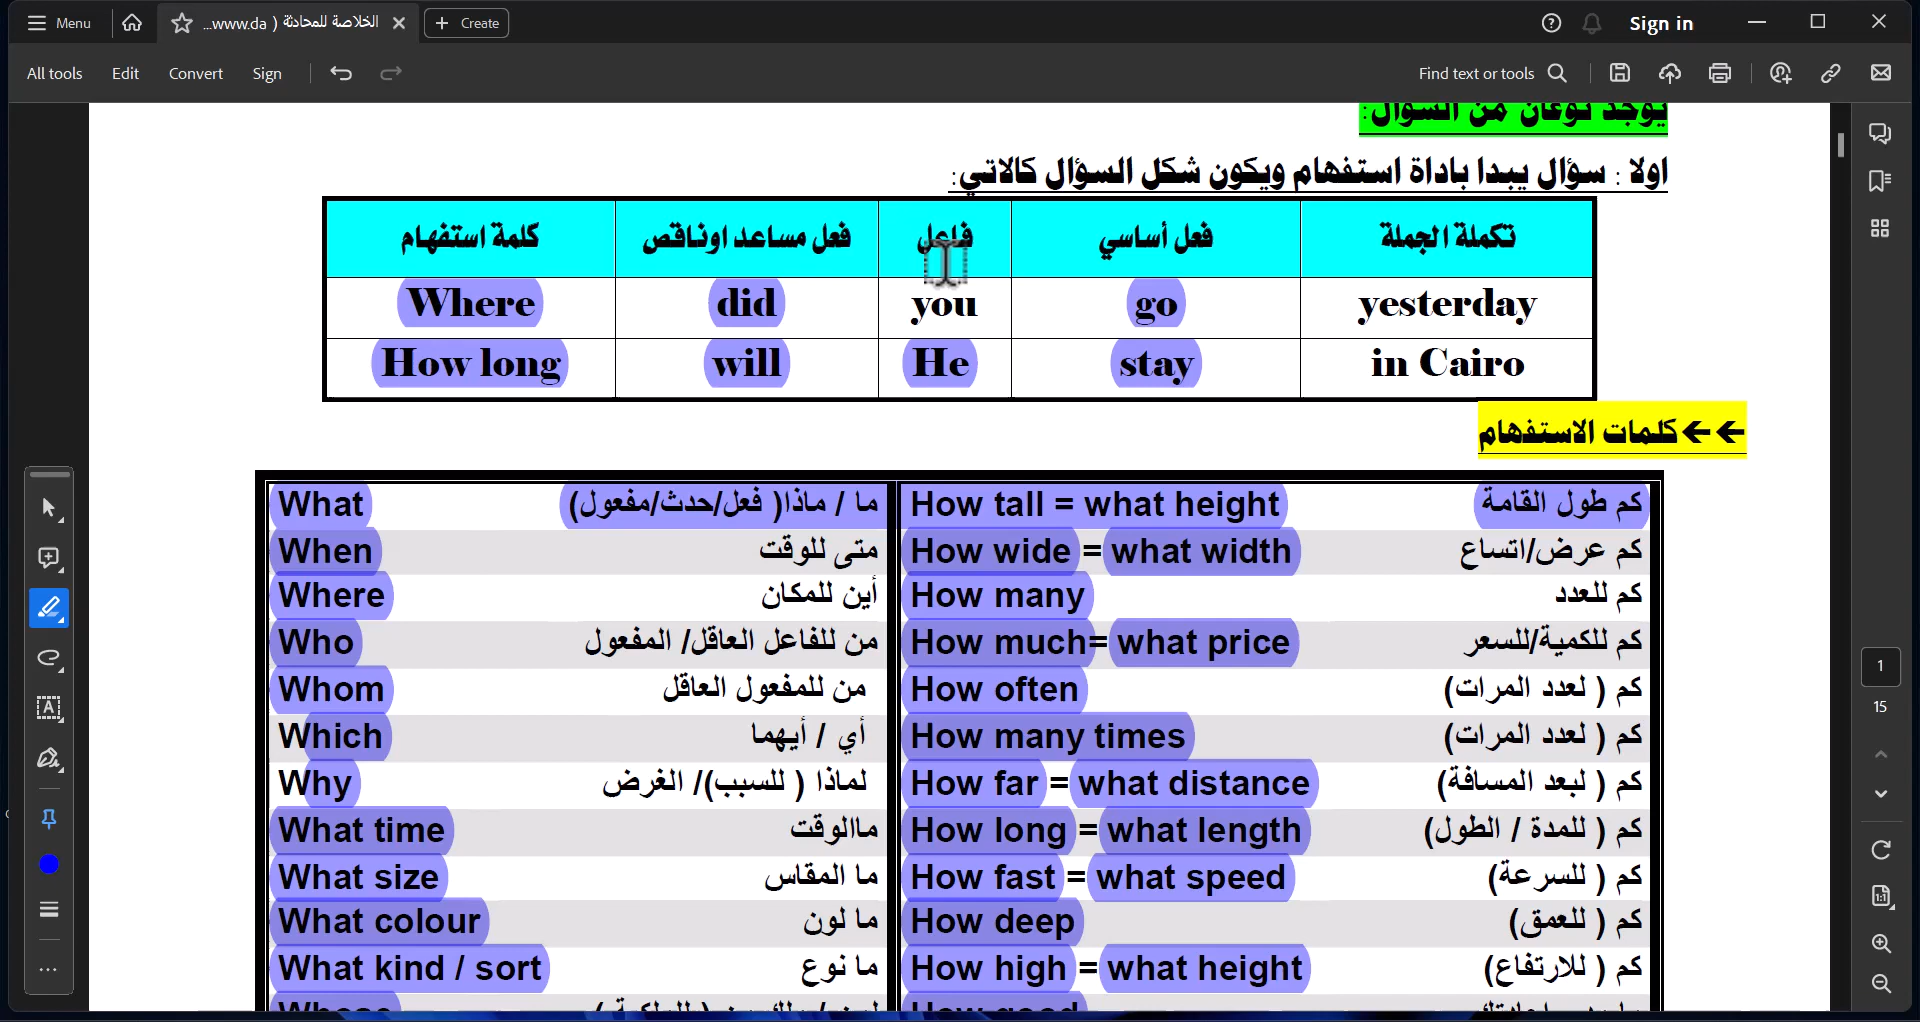 Menu
الخلاصة للمحادثة ( www.da...
Create
Sign in
All tools Edit Convert Sign
Find text or tools
يوجد نوعان من السؤال:
اولا : سؤال يبدا باداة استفهام ويكون شكل السؤال كالاتي:
كلمة استفهام فعل مساعد اوناقص فاعل فعل أساسي تكملة الجملة
Where did you go yesterday
How long will He stay in Cairo
كلمات الاستفهام
What ما / ماذا( فعل/حدث/مفعول) How tall = what height كم طول القامة
When متى للوقت How wide = what width كم عرض/اتساع
Where أين للمكان How many كم للعدد
Who من للفاعل العاقل/ المفعول How much= what price كم للكمية/للسعر
Whom من للمفعول العاقل How often كم ( لعدد المرات)
Which أي / أيهما How many times كم ( لعدد المرات)
Why لماذا ( للسبب)/ الغرض How far = what distance كم ( لبعد المسافة)
What time ماالوقت How long = what length كم ( للمدة / الطول)
What size ما المقاس How fast = what speed كم ( للسرعة)
What colour ما لون How deep كم ( للعمق)
What kind / sort ما نوع How high = what height كم ( للارتفاع)
Whose How good
1
15